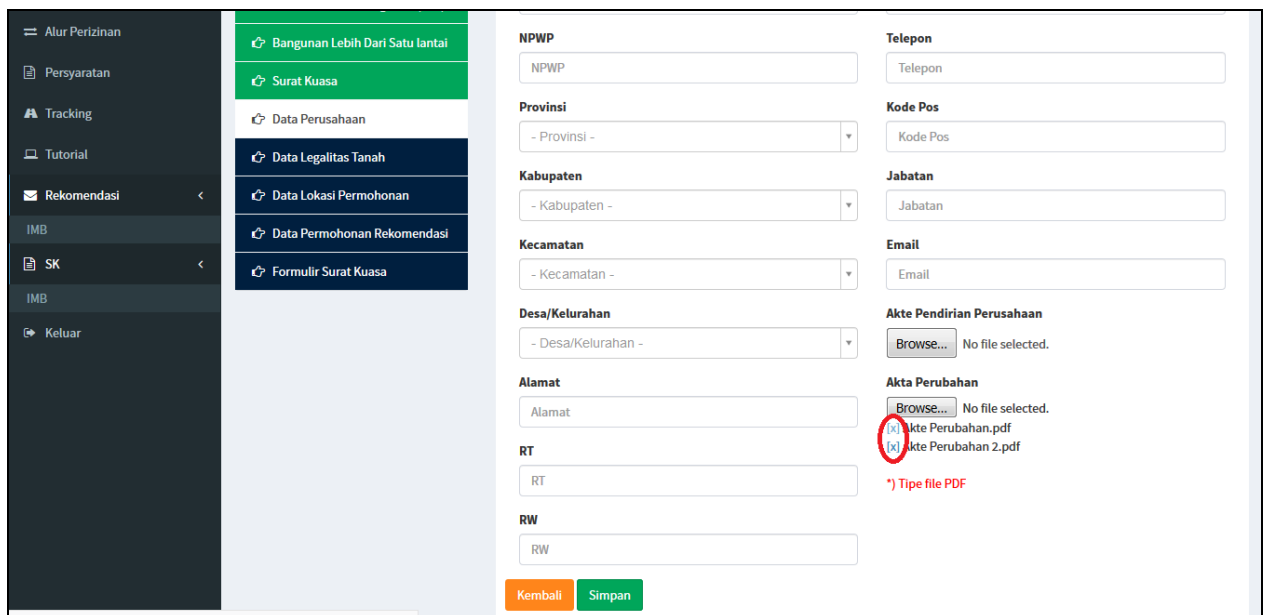 Alur Perizinan
Persyaratan
Tracking
Tutorial
Rekomendasi
IMB
SK
IMB
Keluar
Bangunan Lebih Dari Satu lantai
Surat Kuasa
Data Perusahaan
Data Legalitas Tanah
Data Lokasi Permohonan
Data Permohonan Rekomendasi
Formulir Surat Kuasa
NPWP
NPWP
Provinsi
- Provinsi -
Kabupaten
- Kabupaten -
Kecamatan
- Kecamatan -
Desa/Kelurahan
- Desa/Kelurahan -
Alamat
Alamat
RT
RT
RW
RW
Kembali Simpan
Telepon
Telepon
Kode Pos
Kode Pos
Jabatan
Jabatan
Email
Email
Akte Pendirian Perusahaan
Browse... No file selected.
Akta Perubahan
Browse... No file selected.
[x] Akte Perubahan.pdf
[x] Akte Perubahan 2.pdf
*) Tipe file PDF